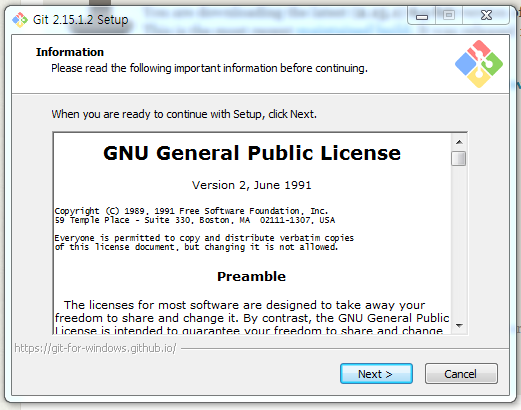 Git 2.15.1.2 Setup
Information
Please read the following important information before continuing.
When you are ready to continue with Setup, click Next.
GNU General Public License
Version 2, June 1991
Copyright (C) 1989, 1991 Free Software Foundation, Inc.
59 Temple Place - Suite 330, Boston, MA  02111-1307, USA
Everyone is permitted to copy and distribute verbatim copies
of this license document, but changing it is not allowed.
Preamble
The licenses for most software are designed to take away your
freedom to share and change it. By contrast, the GNU General Public
License is intended to guarantee your freedom to share and change
https://git-for-windows.github.io/
Next >
Cancel